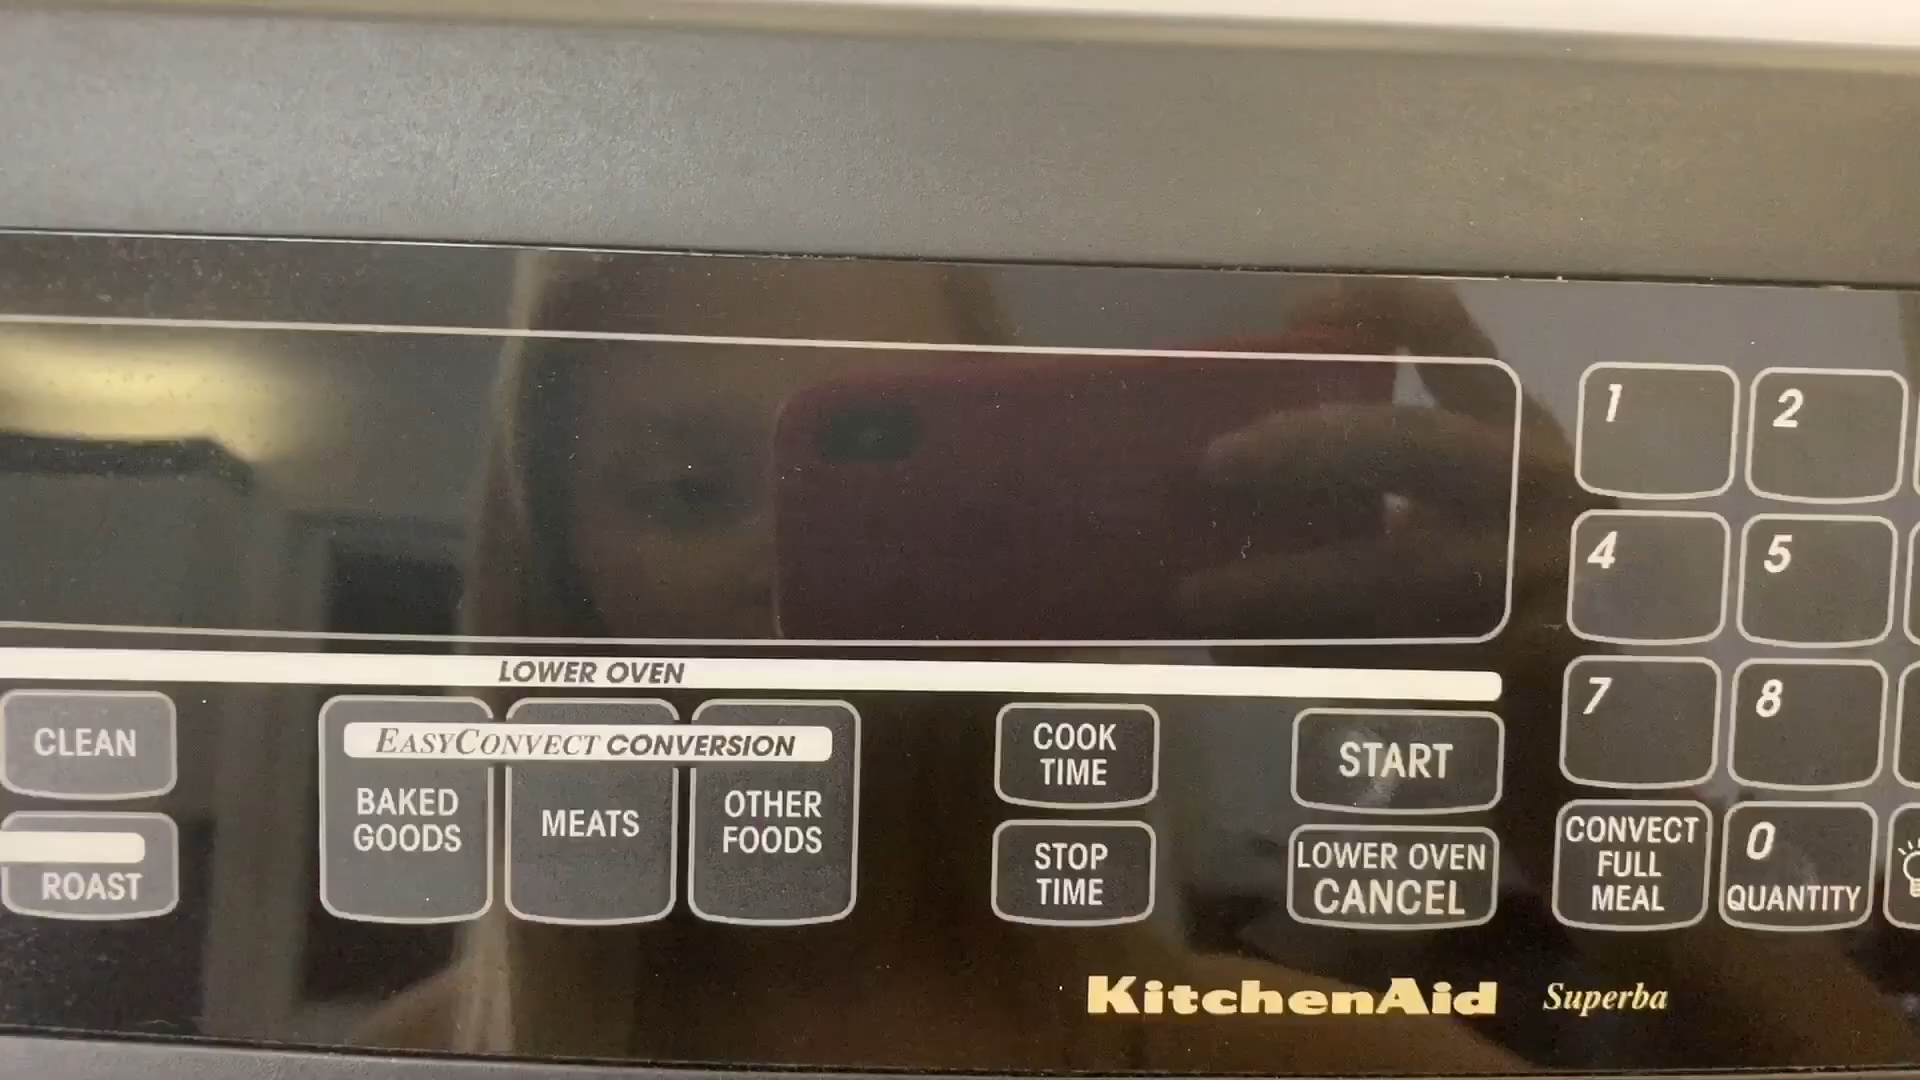 1
2
4
5
LOWER OVEN
7
8
CLEAN
EASYCONVECT CONVERSION
COOK
TIME
START
BAKED
GOODS
MEATS
OTHER
FOODS
ROAST
STOP
TIME
LOWER OVEN
CANCEL
CONVECT
FULL
MEAL
0
QUANTITY
KitchenAid
Superba